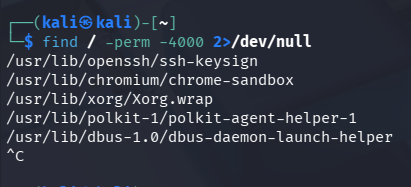 ┌──(kali㉿kali)-[~]
└─$ find / -perm -4000 2>/dev/null
/usr/lib/openssh/ssh-keysign
/usr/lib/chromium/chrome-sandbox
/usr/lib/xorg/Xorg.wrap
/usr/lib/polkit-1/polkit-agent-helper-1
/usr/lib/dbus-1.0/dbus-daemon-launch-helper
^C